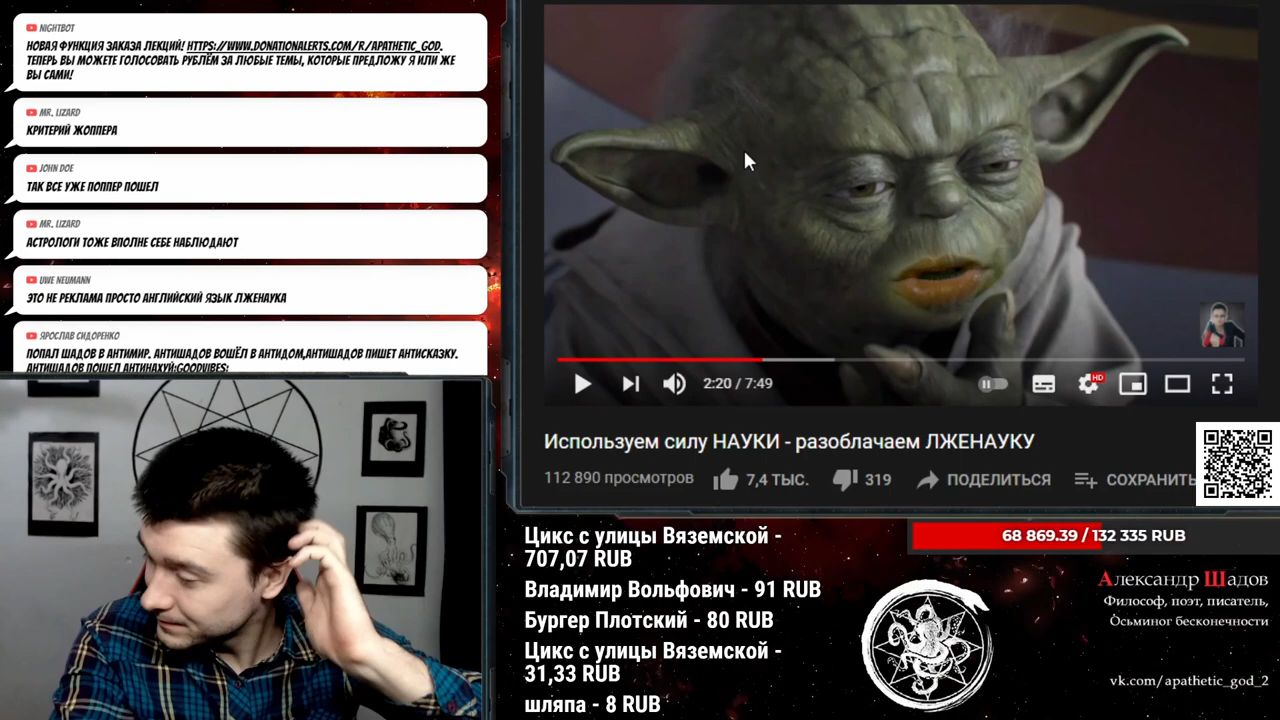 NIGHTBOT
НОВАЯ ФУНКЦИЯ ЗАКАЗА ЛЕКЦИЙ! HTTPS://WWW.DONATIONALERTS.COM/R/APATHETIC_GOD.
ТЕПЕРЬ ВЫ МОЖЕТЕ ГОЛОСОВАТЬ РУБЛЁМ ЗА ЛЮБЫЕ ТЕМЫ, КОТОРЫЕ ПРЕДЛОЖУ Я ИЛИ ЖЕ
ВЫ САМИ!
MR. LIZARD
КРИТЕРИЙ ЖОППЕРА
JOHN DOE
ТАК ВСЕ УЖЕ ПОППЕР ПОШЕЛ
MR. LIZARD
АСТРОЛОГИ ТОЖЕ ВПОЛНЕ СЕБЕ НАБЛЮДАЮТ
UWE NEUMANN
ЭТО НЕ РЕКЛАМА ПРОСТО АНГЛИЙСКИЙ ЯЗЫК ЛЖЕНАУКА
ЯРОСЛАВ СИДОРЕНКО
ПОПАЛ ШАДОВ В АНТИМИР. АНТИШАДОВ ВОШЁЛ В АНТИДОМ,АНТИШАДОВ ПИШЕТ АНТИСКАЗКУ.
АНТИШАДОВ ПОШЕЛ АНТИНАХУЙ:GOODVIBES:
2:20 / 7:49
HD
Используем силу НАУКИ - разоблачаем ЛЖЕНАУКУ
112 890 просмотров
7,4 ТЫС.
319
ПОДЕЛИТЬСЯ
СОХРАНИТЬ
Цикс с улицы Вяземской -
707,07 RUB
Владимир Вольфович - 91 RUB
Бургер Плотский - 80 RUB
Цикс с улицы Вяземской -
31,33 RUB
шляпа - 8 RUB
68 869.39 / 132 335 RUB
Александр Шадов
Философ, поэт, писатель,
Осьминог бесконечности
vk.com/apathetic_god_2